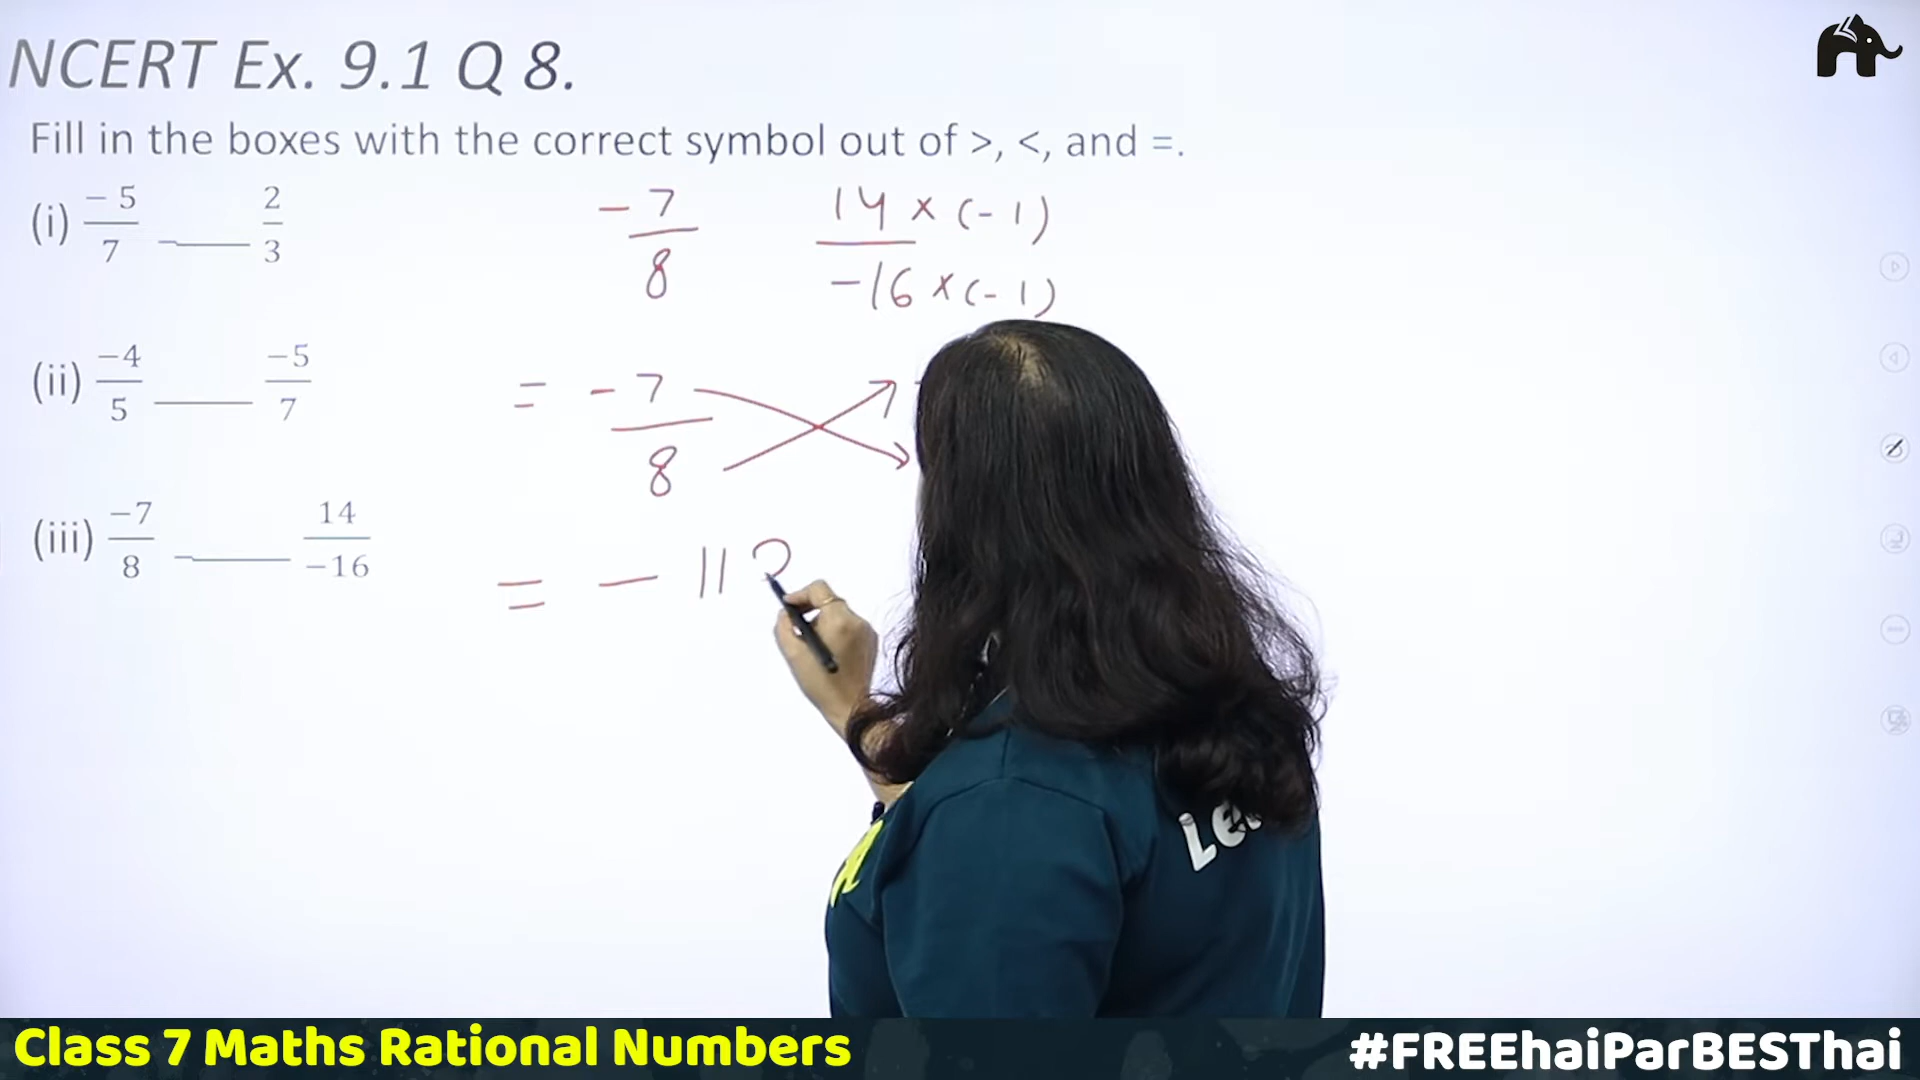 NCERT Ex. 9.1 Q 8.
Fill in the boxes with the correct symbol out of >, <, and =.
(i) −5/7 ____ 2/3
(ii) −4/5 ____ −5/7
(iii) −7/8 ____ 14/−16
−7/8 14×(−1)/−16×(−1)
= −7/8
= − 11
Le
Class 7 Maths Rational Numbers
#FREEhaiParBESThai